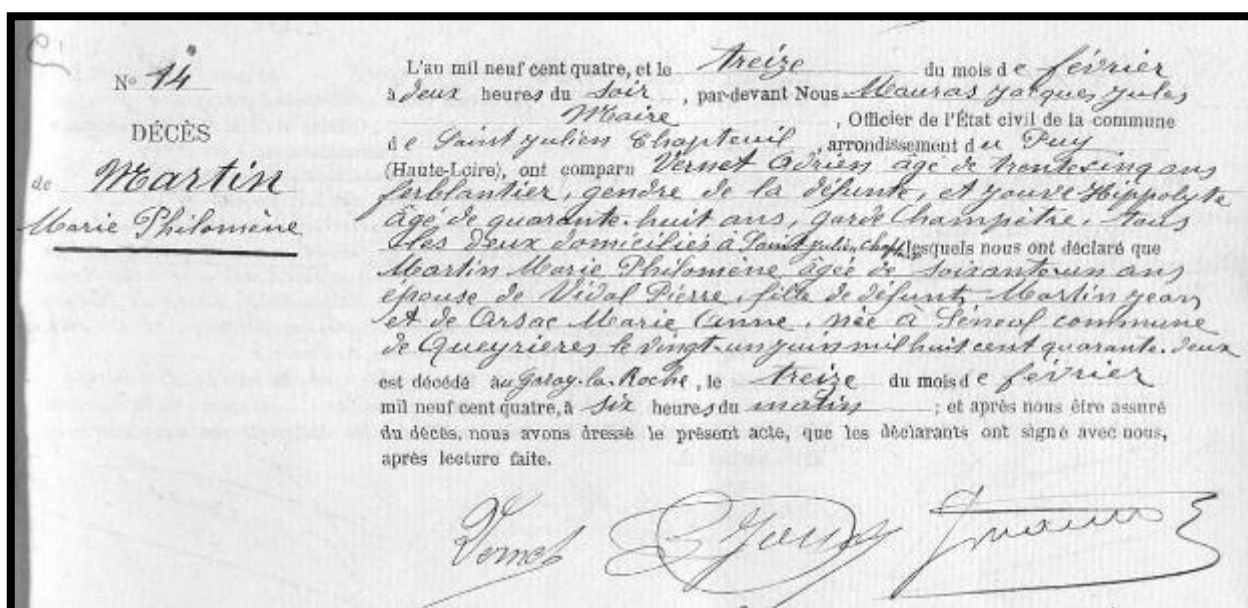 N° 14
DÉCÈS
de Martin
Marie Philomène
L'an mil neuf cent quatre, et le treize du mois de février
à deux heures du soir, par-devant Nous Mauras Jacques Jules
Maire, Officier de l'État civil de la commune
de Saint Julien Chapteuil, arrondissement du Puy
(Haute-Loire), ont comparu Vernet Adrien âgé de trente cinq ans
ferblantier, gendre de la défunte, et Jouve Hippolyte
âgé de quarante-huit ans, garde champêtre. tous
les deux domiciliés à Saint Julien Chapt. lesquels nous ont déclaré que
Martin Marie Philomène âgée de soixante un ans
épouse de Vidal Pierre, fille de défunt Martin Jean
et de Arsac Marie Anne, née à commune
de Queyrières le vingt-un juin mil huit cent quarante-deux
est décédé au la Roche, le treize du mois de février
mil neuf cent quatre, à six heures du matin ; et après nous être assuré
du décès, nous avons dressé le présent acte, que les déclarants ont signé avec nous,
après lecture faite.
Vernet